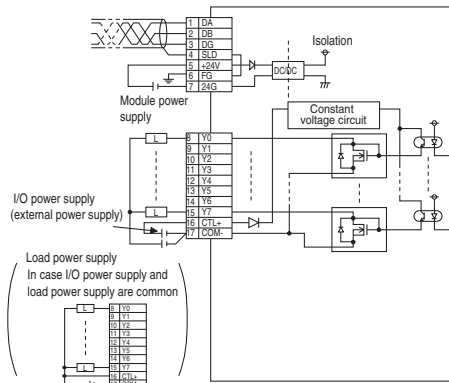 1 DA
2 DB
3 DG
4 SLD
5 +24V
6 FG
7 24G
Isolation
DC/DC
Module power
supply
Constant
voltage circuit
L 8 Y0
9 Y1
10 Y2
11 Y3
12 Y4
13 Y5
14 Y6
L 15 Y7
16 CTL+
17 COM-
I/O power supply
(external power supply)
Load power supply
In case I/O power supply and
load power supply are common
L 8 Y0
9 Y1
10 Y2
11 Y3
12 Y4
13 Y5
14 Y6
L 15 Y7
16 CTL+